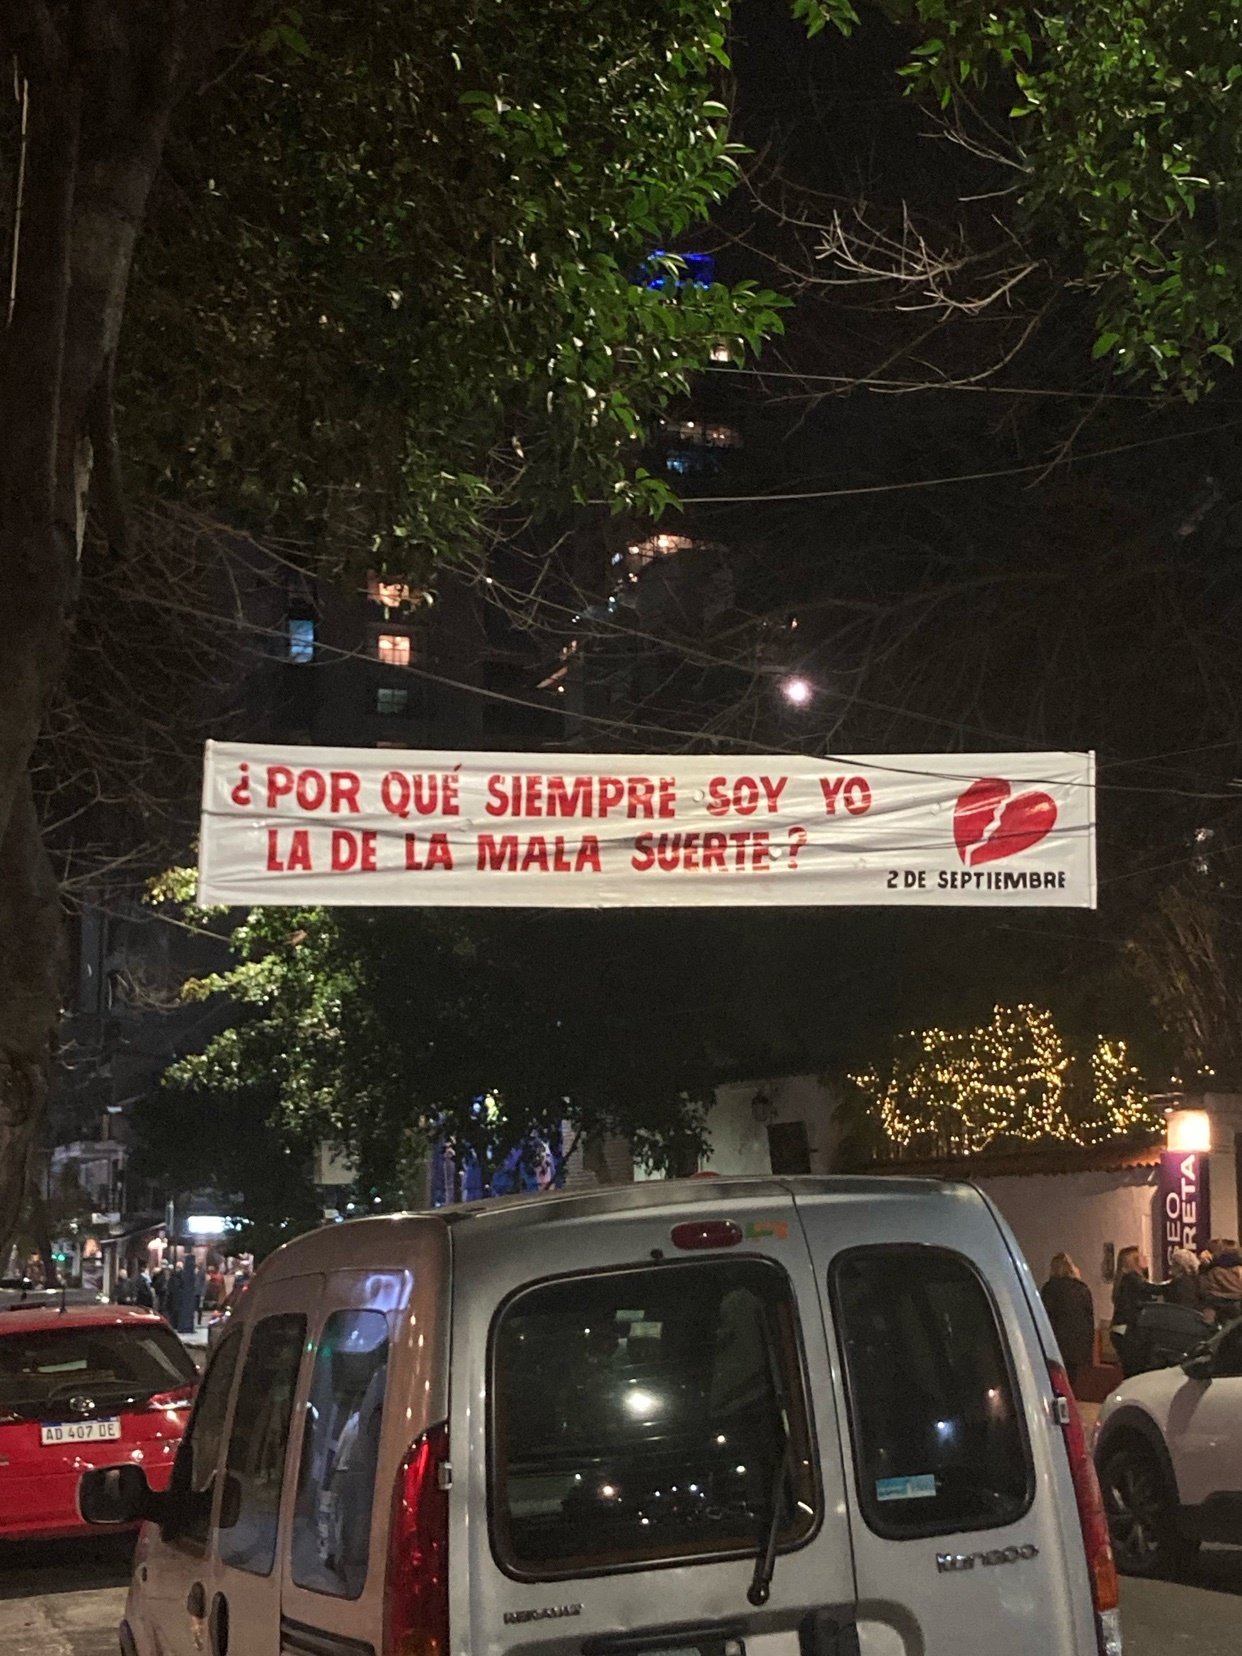 ¿POR QUÉ SIEMPRE SOY YO
LA DE LA MALA SUERTE?
2 DE SEPTIEMBRE
AD 407 DE
RENAULT
Kangoo